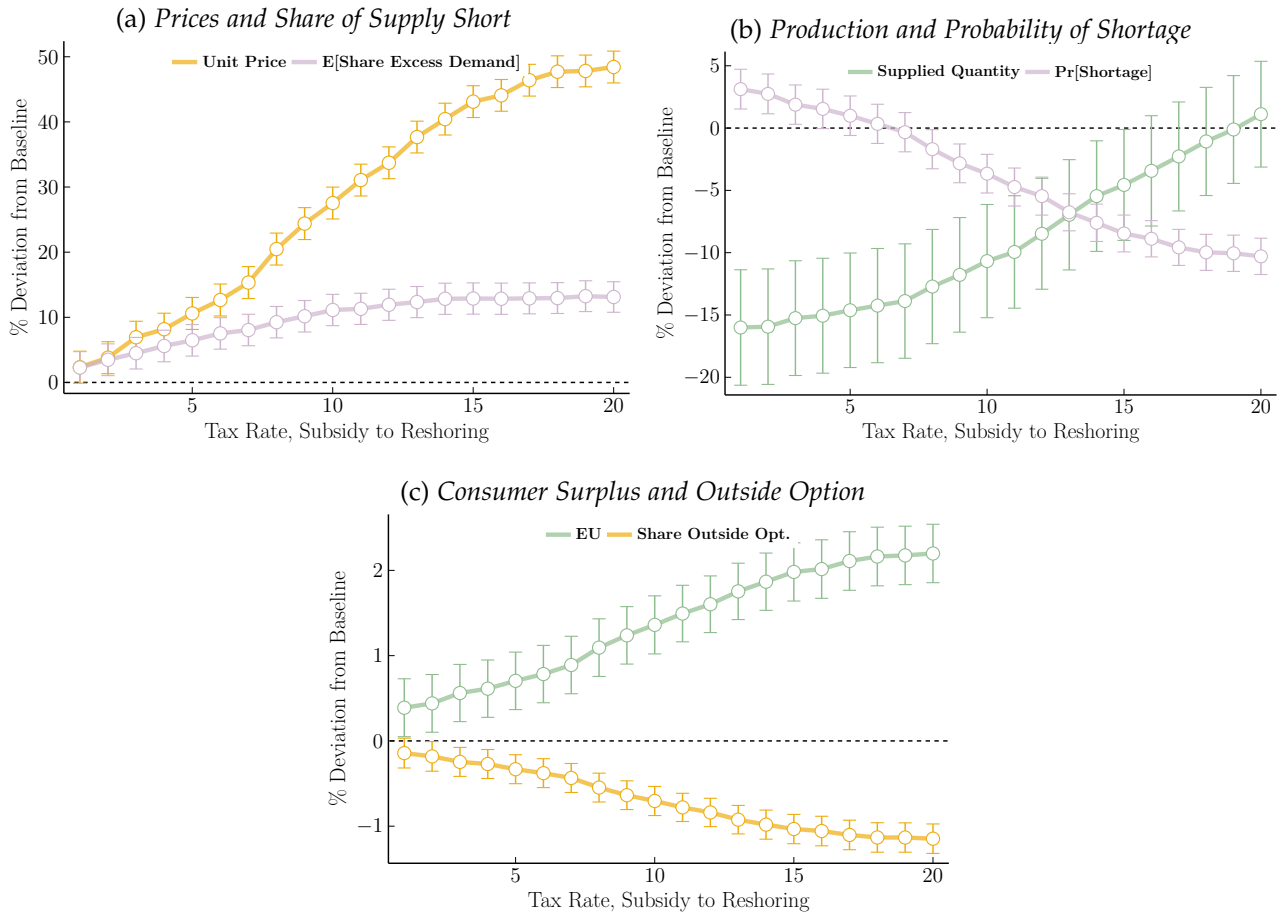 (a) Prices and Share of Supply Short
Unit Price E[Share Excess Demand]
% Deviation from Baseline
50
40
30
20
10
0
5 10 15 20
Tax Rate, Subsidy to Reshoring
(b) Production and Probability of Shortage
Supplied Quantity Pr[Shortage]
% Deviation from Baseline
5
0
−5
−10
−15
−20
5 10 15 20
Tax Rate, Subsidy to Reshoring
(c) Consumer Surplus and Outside Option
EU Share Outside Opt.
% Deviation from Baseline
2
1
0
−1
5 10 15 20
Tax Rate, Subsidy to Reshoring